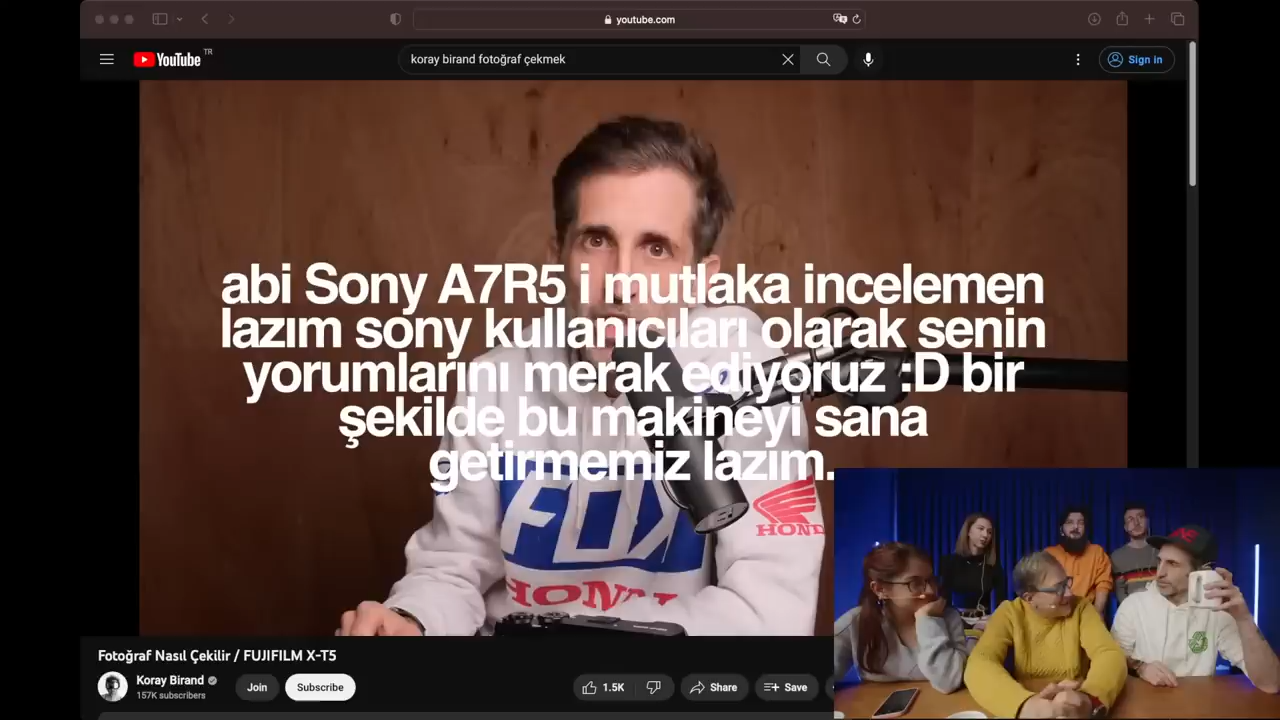 youtube.com
YouTube TR
koray birand fotoğraf çekmek
Sign in
abi Sony A7R5 i mutlaka incelemen
lazım sony kullanıcıları olarak senin
yorumlarını merak ediyoruz :D bir
şekilde bu makineyi sana
getirmemiz lazım.
FOX
HONDA
HOND
Fotoğraf Nasıl Çekilir / FUJIFILM X-T5
Koray Birand
157K subscribers
Join
Subscribe
1.5K
Share
Save